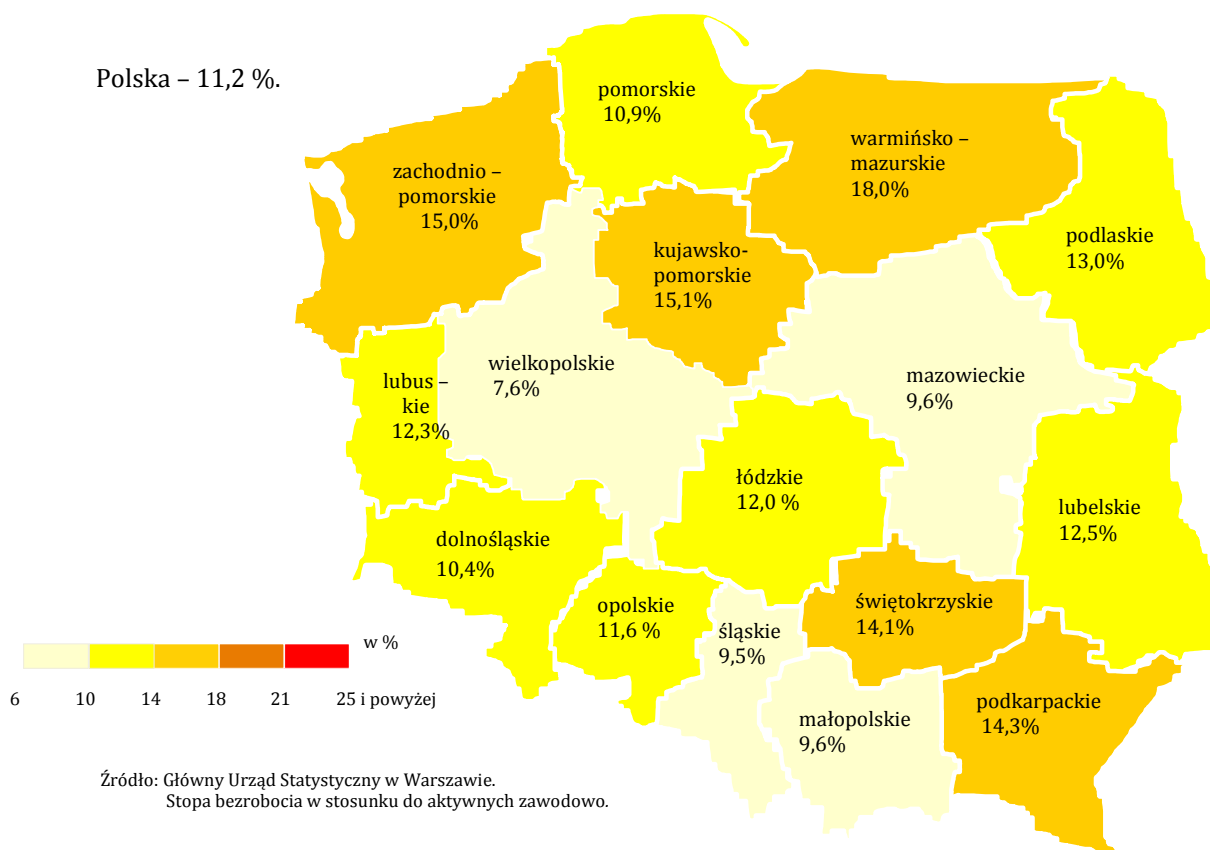 Polska – 11,2 %.
pomorskie
10,9%
warmińsko –
mazurskie
18,0%
zachodnio –
pomorskie
15,0%
podlaskie
13,0%
kujawsko-
pomorskie
15,1%
wielkopolskie
7,6%
mazowieckie
9,6%
lubus –
kie
12,3%
łódzkie
12,0 %
lubelskie
12,5%
dolnośląskie
10,4%
opolskie
11,6 %
świętokrzyskie
14,1%
śląskie
9,5%
w %
6 10 14 18 21 25 i powyżej
podkarpackie
14,3%
małopolskie
9,6%
Źródło: Główny Urząd Statystyczny w Warszawie.
Stopa bezrobocia w stosunku do aktywnych zawodowo.